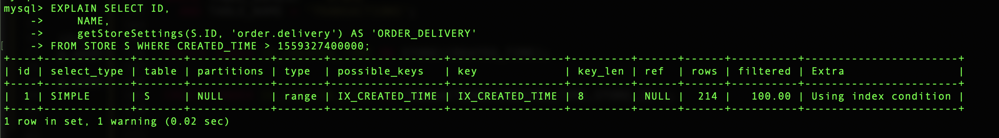 mysql> EXPLAIN SELECT ID,
    ->     NAME,
    ->     getStoreSettings(S.ID, 'order.delivery') AS 'ORDER_DELIVERY'
[    -> FROM STORE S WHERE CREATED_TIME > 1559327400000;
+----+-------------+-------+------------+-------+-----------------+-----------------+---------+------+------+----------+-----------------------+
| id | select_type | table | partitions | type  | possible_keys   | key             | key_len | ref  | rows | filtered | Extra                 |
+----+-------------+-------+------------+-------+-----------------+-----------------+---------+------+------+----------+-----------------------+
|  1 | SIMPLE      | S     | NULL       | range | IX_CREATED_TIME | IX_CREATED_TIME | 8       | NULL |  214 |   100.00 | Using index condition |
+----+-------------+-------+------------+-------+-----------------+-----------------+---------+------+------+----------+-----------------------+
1 row in set, 1 warning (0.02 sec)